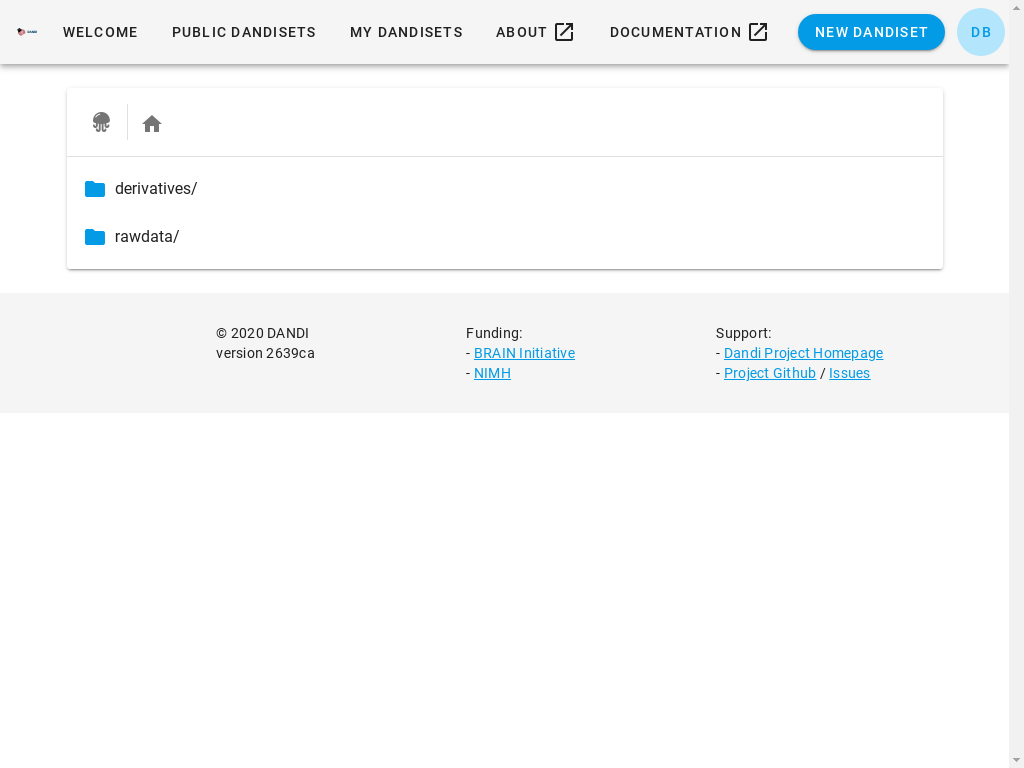 WELCOME PUBLIC DANDISETS MY DANDISETS ABOUT DOCUMENTATION NEW DANDISET DB
derivatives/
rawdata/
© 2020 DANDI
version 2639ca
Funding:
- BRAIN Initiative
- NIMH
Support:
- Dandi Project Homepage
- Project Github / Issues